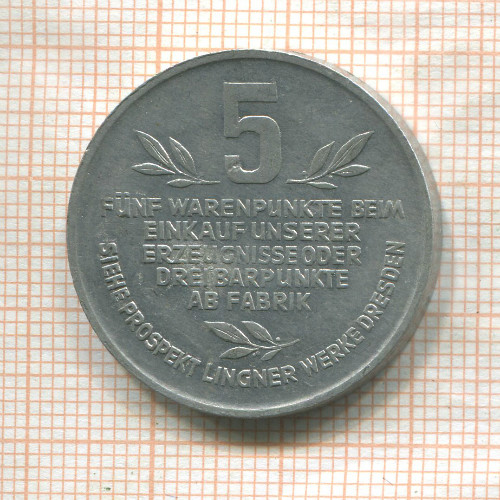 5
FÜNF WARENPUNKTE BEIM
EINKAUF UNSERER
ERZEUGNISSE ODER
DREI BARPUNKTE
AB FABRIK
SIEHE PROSPEKT LINGNER WERKE DRESDEN